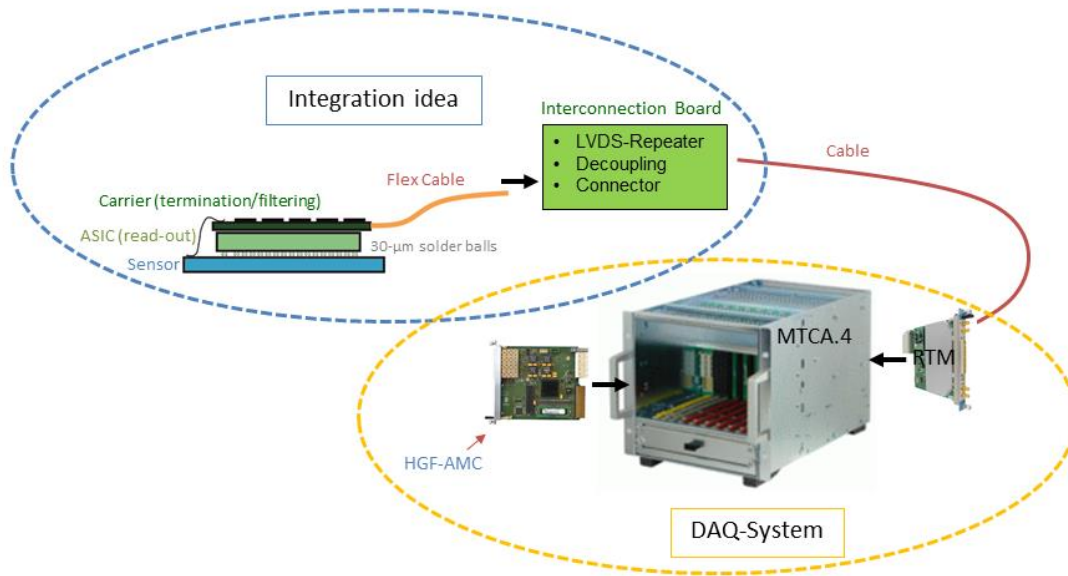 Integration idea
Interconnection Board
• LVDS-Repeater
• Decoupling
• Connector
Cable
Flex Cable
Carrier (termination/filtering)
ASIC (read-out)
30-µm solder balls
Sensor
MTCA.4
RTM
HGF-AMC
DAQ-System